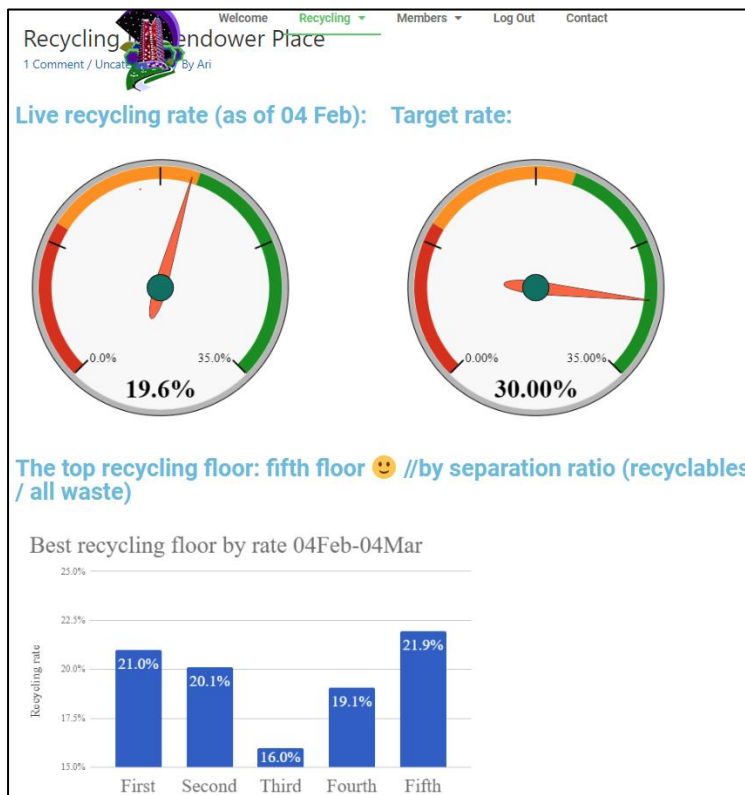 Welcome Recycling Members Log Out Contact
Recycling endower Place
1 Comment / Uncate By Ari
Live recycling rate (as of 04 Feb): Target rate:
0.0% 35.0%
19.6%
0.00% 35.00%
30.00%
The top recycling floor: fifth floor 🙂 //by separation ratio (recyclables
/ all waste)
Best recycling floor by rate 04Feb-04Mar
25.0%
22.5%
20.0%
17.5%
15.0%
Recycling rate
21.0% 20.1% 16.0% 19.1% 21.9%
First Second Third Fourth Fifth